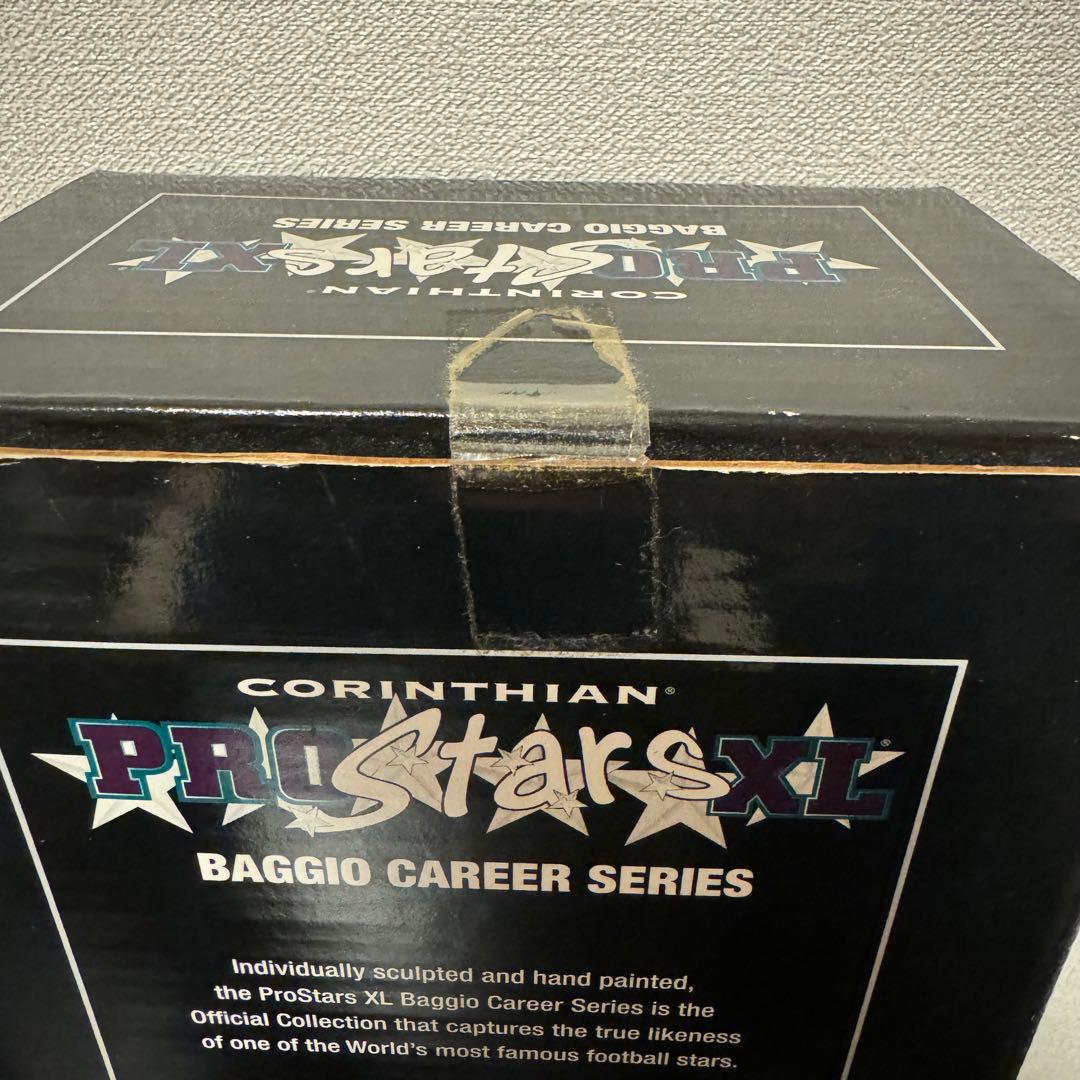 BAGGIO CAREER SERIES
PROStarsXL
CORINTHIAN®
CORINTHIAN®
PROStarsXL®
BAGGIO CAREER SERIES
Individually sculpted and hand painted,
the ProStars XL Baggio Career Series is the
Official Collection that captures the true likeness
of one of the World's most famous football stars.